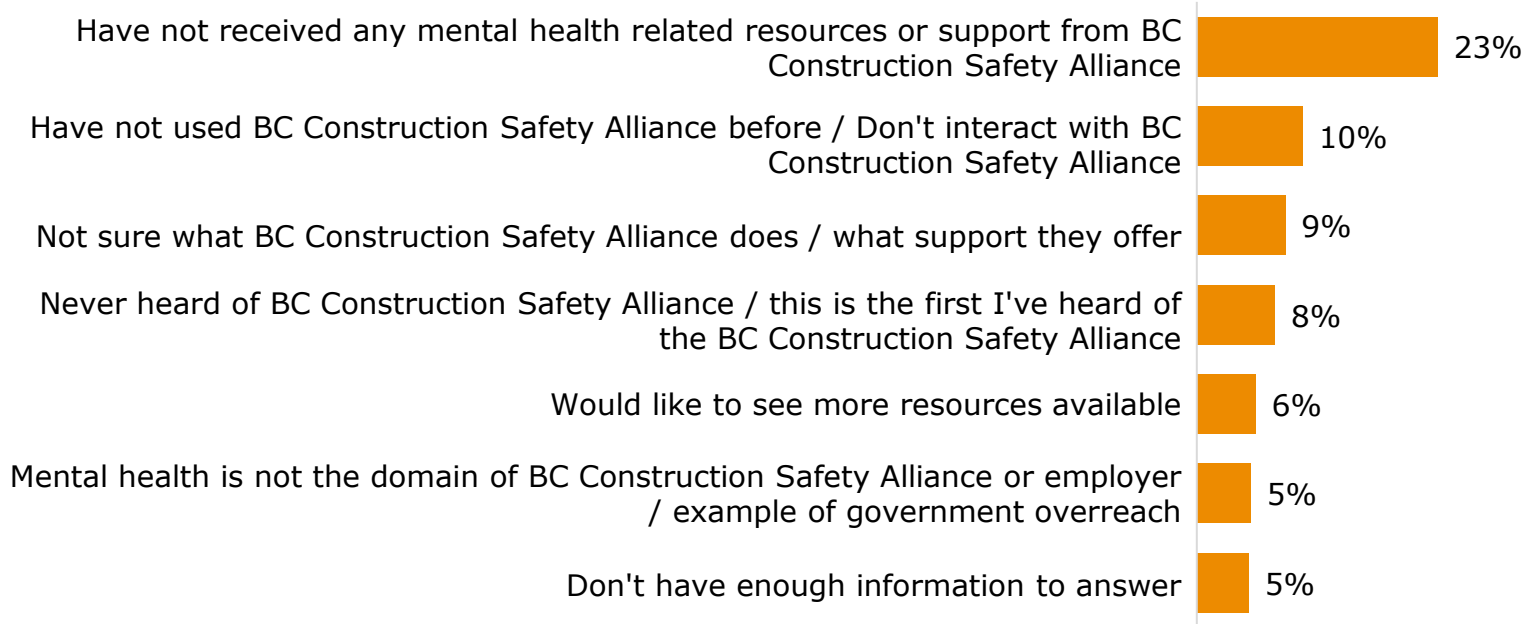 Have not received any mental health related resources or support from BC
Construction Safety Alliance
23%
Have not used BC Construction Safety Alliance before / Don't interact with BC
Construction Safety Alliance
10%
Not sure what BC Construction Safety Alliance does / what support they offer
9%
Never heard of BC Construction Safety Alliance / this is the first I've heard of
the BC Construction Safety Alliance
8%
Would like to see more resources available
6%
Mental health is not the domain of BC Construction Safety Alliance or employer
/ example of government overreach
5%
Don't have enough information to answer
5%